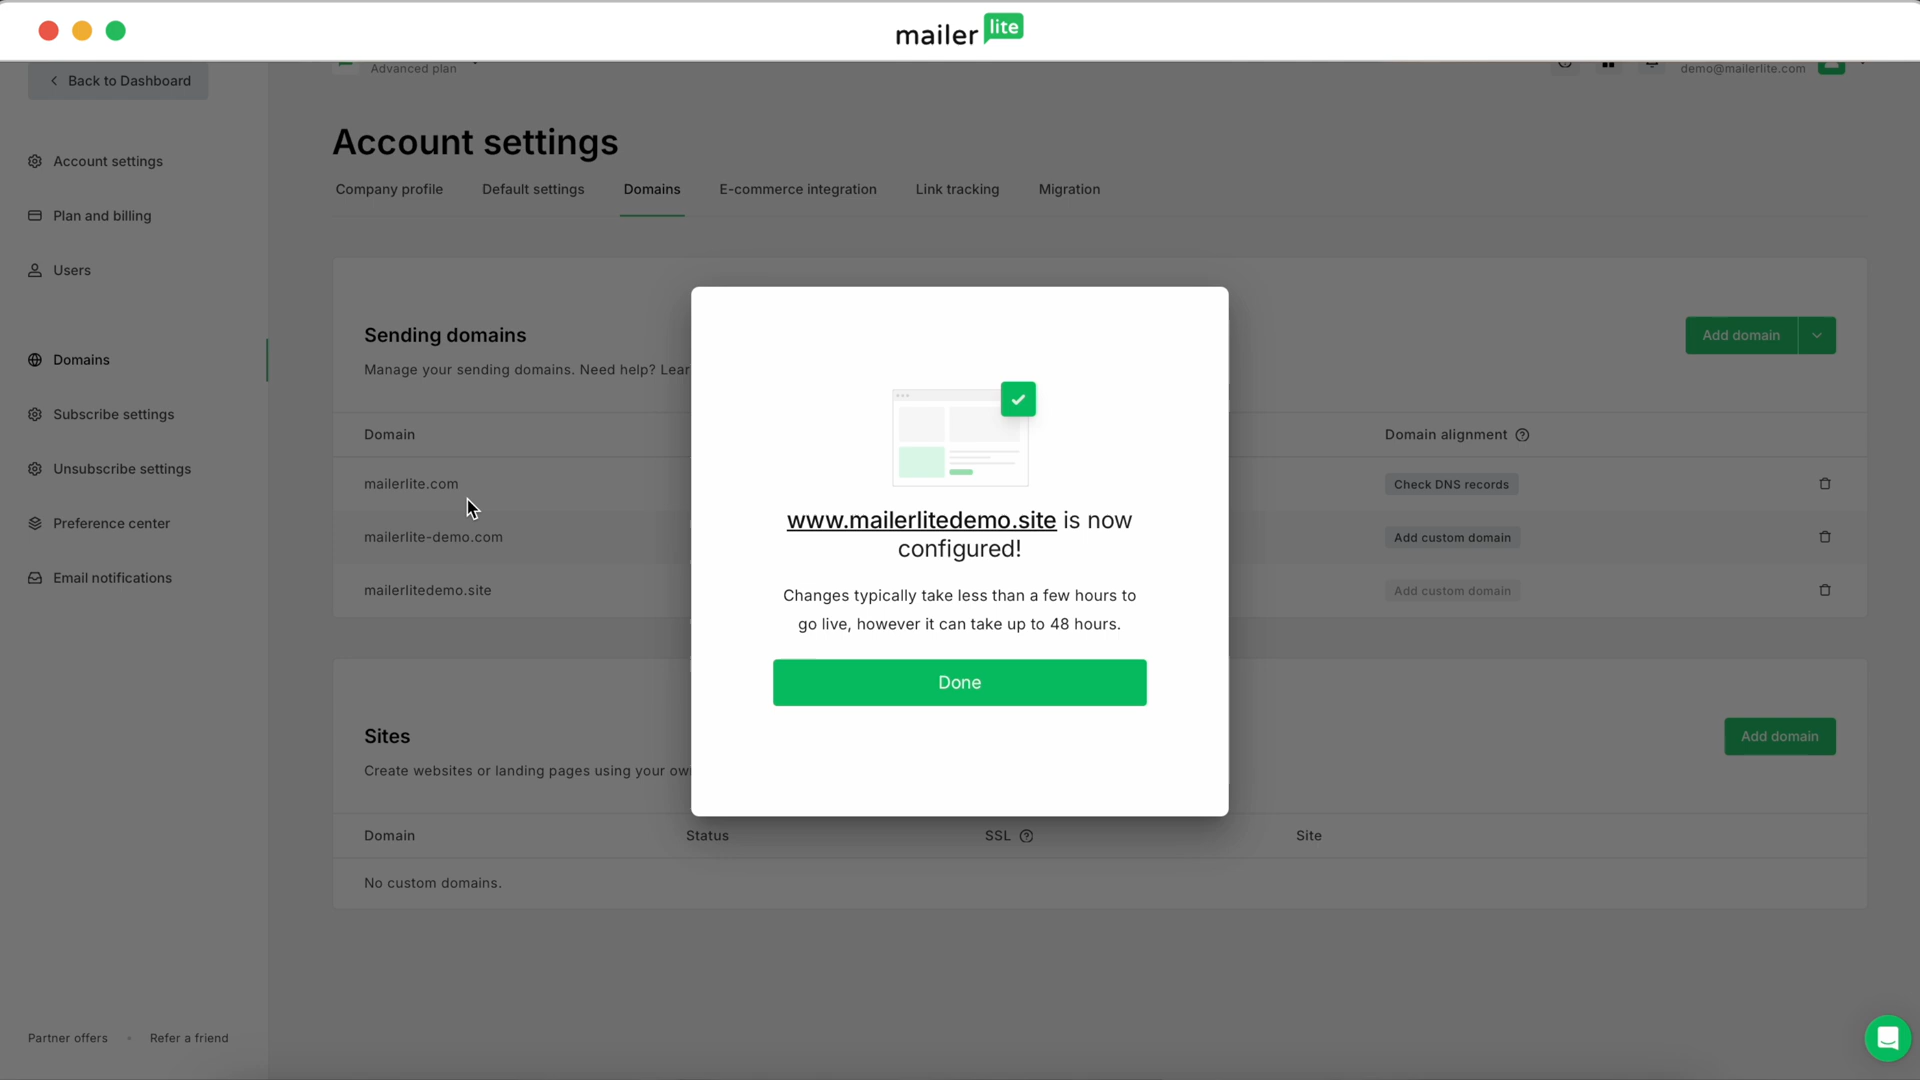 mailer lite
Back to Dashboard
Advanced plan
demo@mailerlite.com
Account settings
Plan and billing
Users
Domains
Subscribe settings
Unsubscribe settings
Preference center
Email notifications
Partner offers • Refer a friend
Account settings
Company profile Default settings Domains E-commerce integration Link tracking Migration
Sending domains
Manage your sending domains. Need help? Lear
Add domain
Domain Domain alignment
mailerlite.com Check DNS records
mailerlite-demo.com Add custom domain
mailerlitedemo.site Add custom domain
www.mailerlitedemo.site is now
configured!
Changes typically take less than a few hours to
go live, however it can take up to 48 hours.
Done
Sites
Create websites or landing pages using your own
Add domain
Domain Status SSL Site
No custom domains.